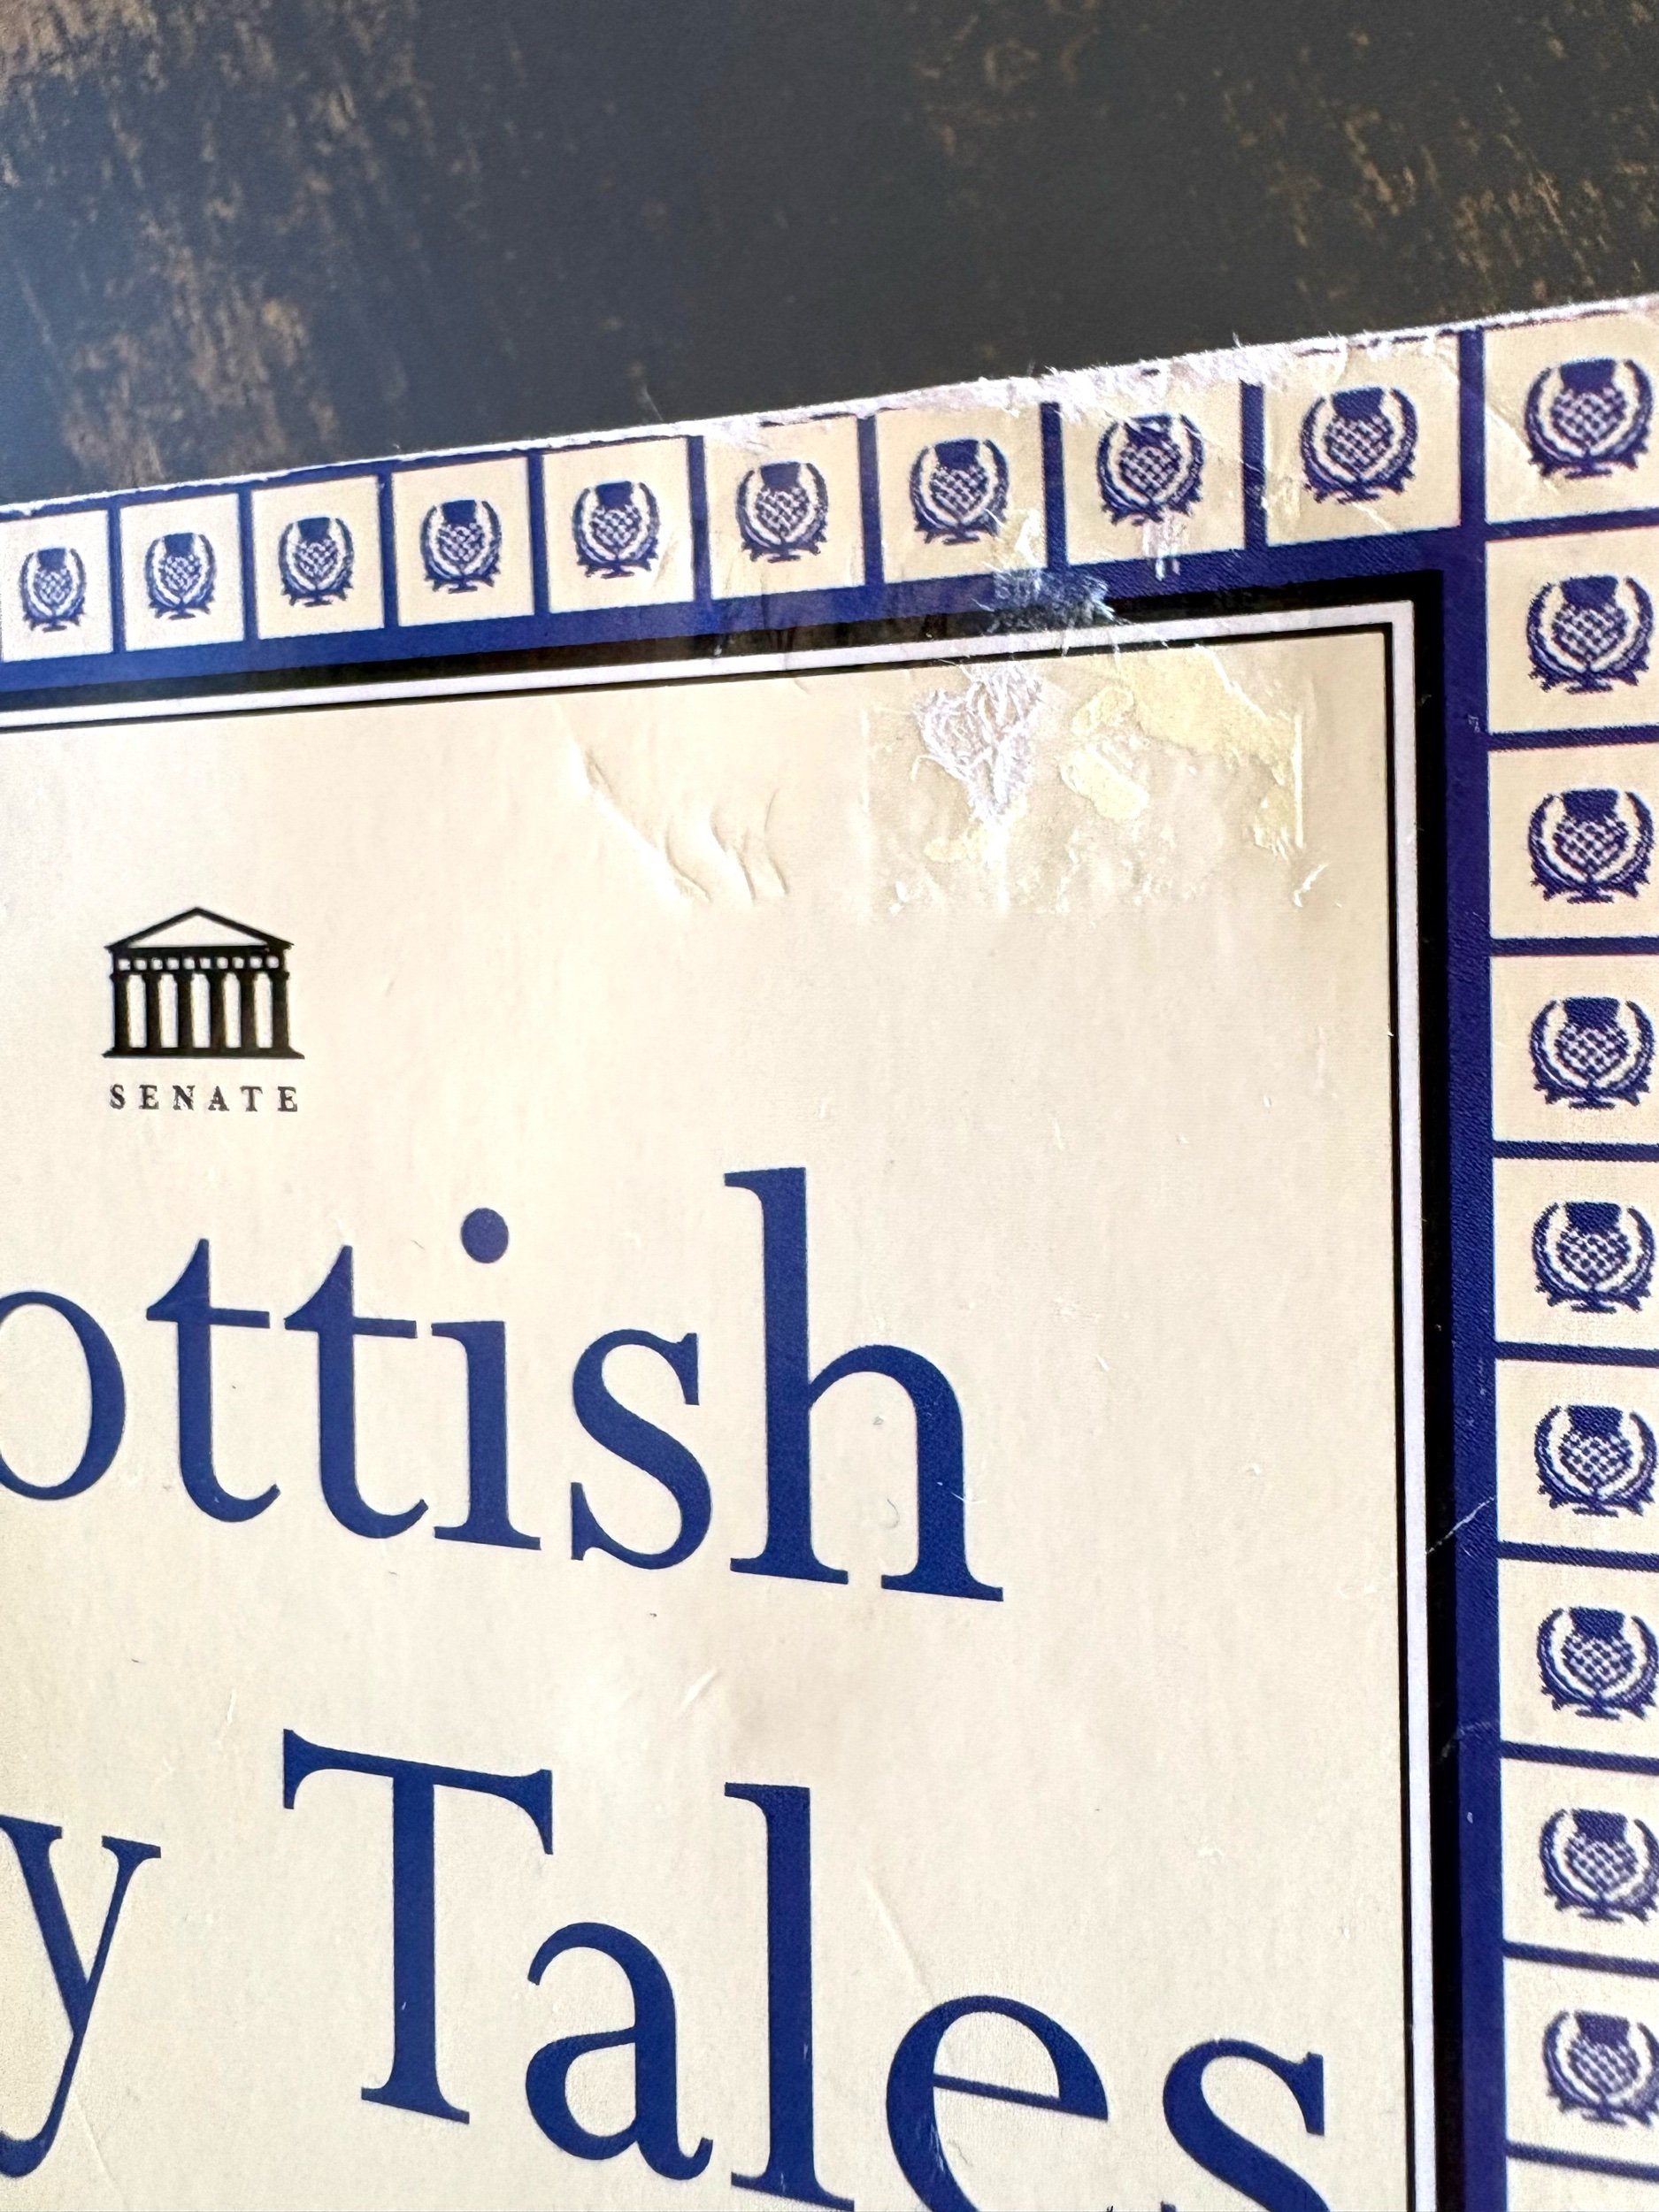 SENATE
ottish
y Tales